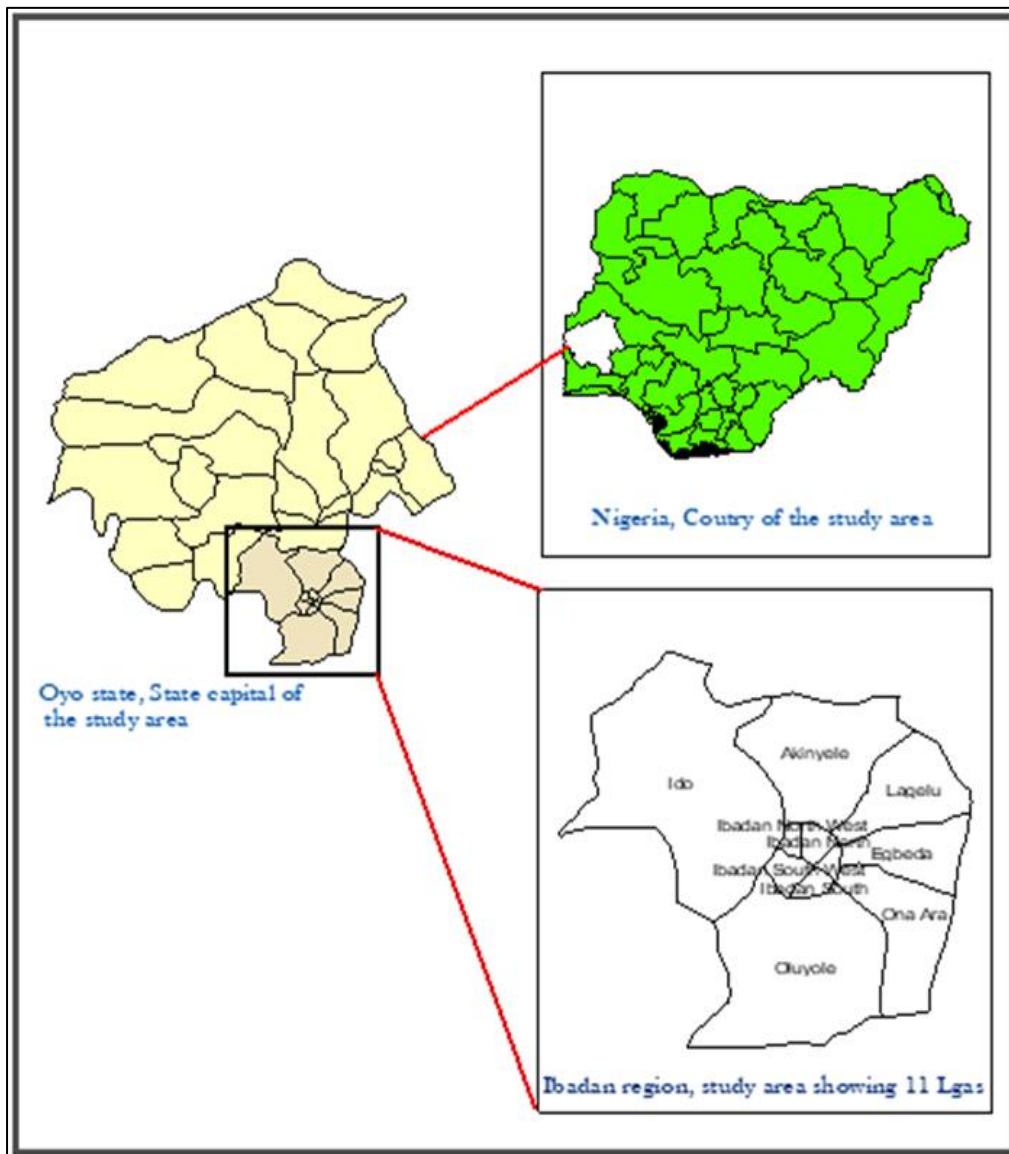 Nigeria, Coutry of the study area
Oyo state, State capital of
the study area
Akinyele
Ido
Lagelu
Ibadan North West
Ibadan North
Egbeda
Ibadan South West
Ibadan South
Ona Ara
Oluyole
Ibadan region, study area showing 11 Lgas